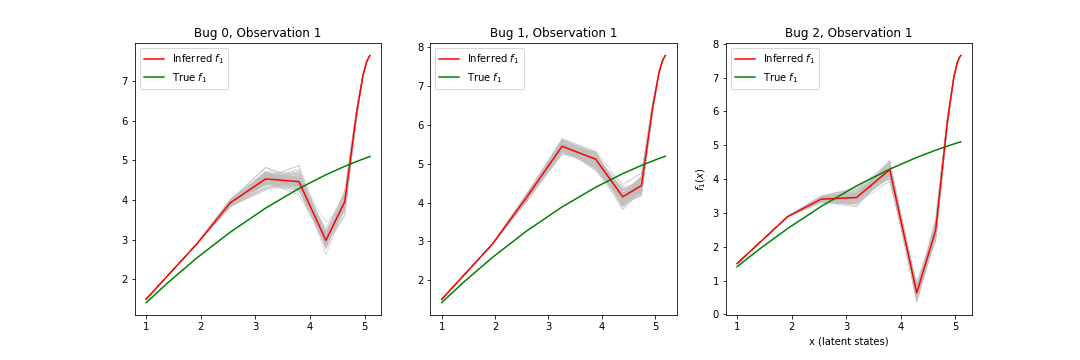 Bug 0, Observation 1
Inferred f₁
True f₁
7
6
5
4
3
2
1 2 3 4 5
Bug 1, Observation 1
Inferred f₁
True f₁
8
7
6
5
4
3
2
1 2 3 4 5
Bug 2, Observation 1
Inferred f₁
True f₁
f₁(x)
8
7
6
5
4
3
2
1
0
1 2 3 4 5
x (latent states)